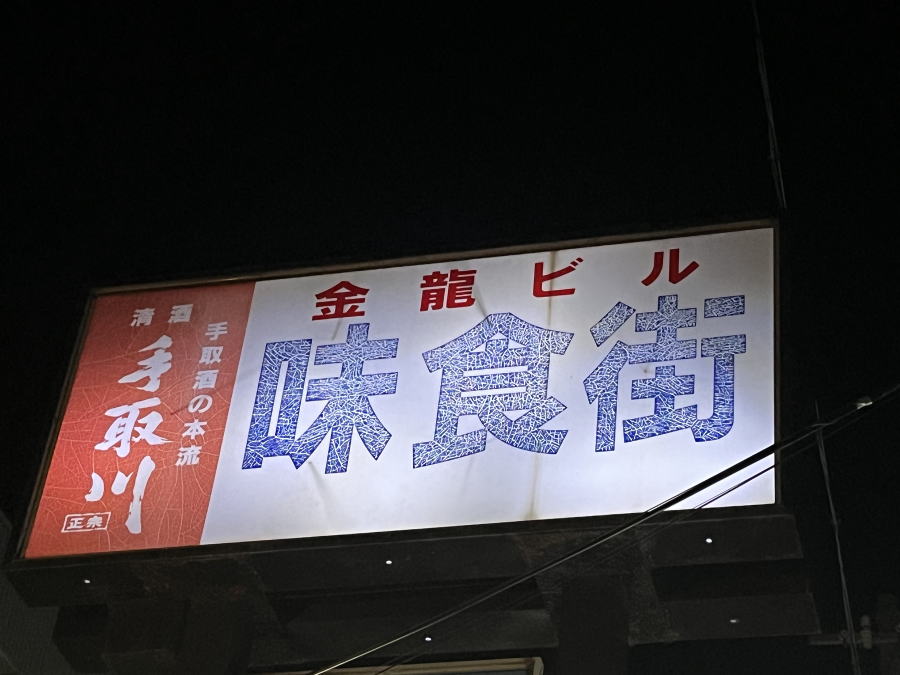 金龍ビル
味食街
手取酒の本流
清酒
手取川
正宗